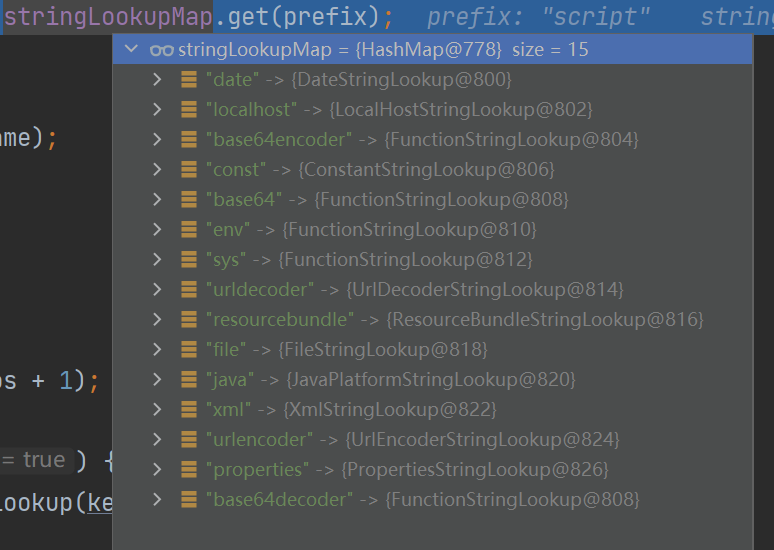 stringLookupMap.get(prefix); prefix: "script" string
stringLookupMap = {HashMap@778} size = 15
"date" -> {DateStringLookup@800}
"localhost" -> {LocalHostStringLookup@802}
ame);
"base64encoder" -> {FunctionStringLookup@804}
"const" -> {ConstantStringLookup@806}
"base64" -> {FunctionStringLookup@808}
"env" -> {FunctionStringLookup@810}
"sys" -> {FunctionStringLookup@812}
"urldecoder" -> {UrlDecoderStringLookup@814}
"resourcebundle" -> {ResourceBundleStringLookup@816}
"file" -> {FileStringLookup@818}
os + 1);
"java" -> {JavaPlatformStringLookup@820}
"xml" -> {XmlStringLookup@822}
"urlencoder" -> {UrlEncoderStringLookup@824}
= true ) {
"properties" -> {PropertiesStringLookup@826}
Lookup(ke
"base64decoder" -> {FunctionStringLookup@808}